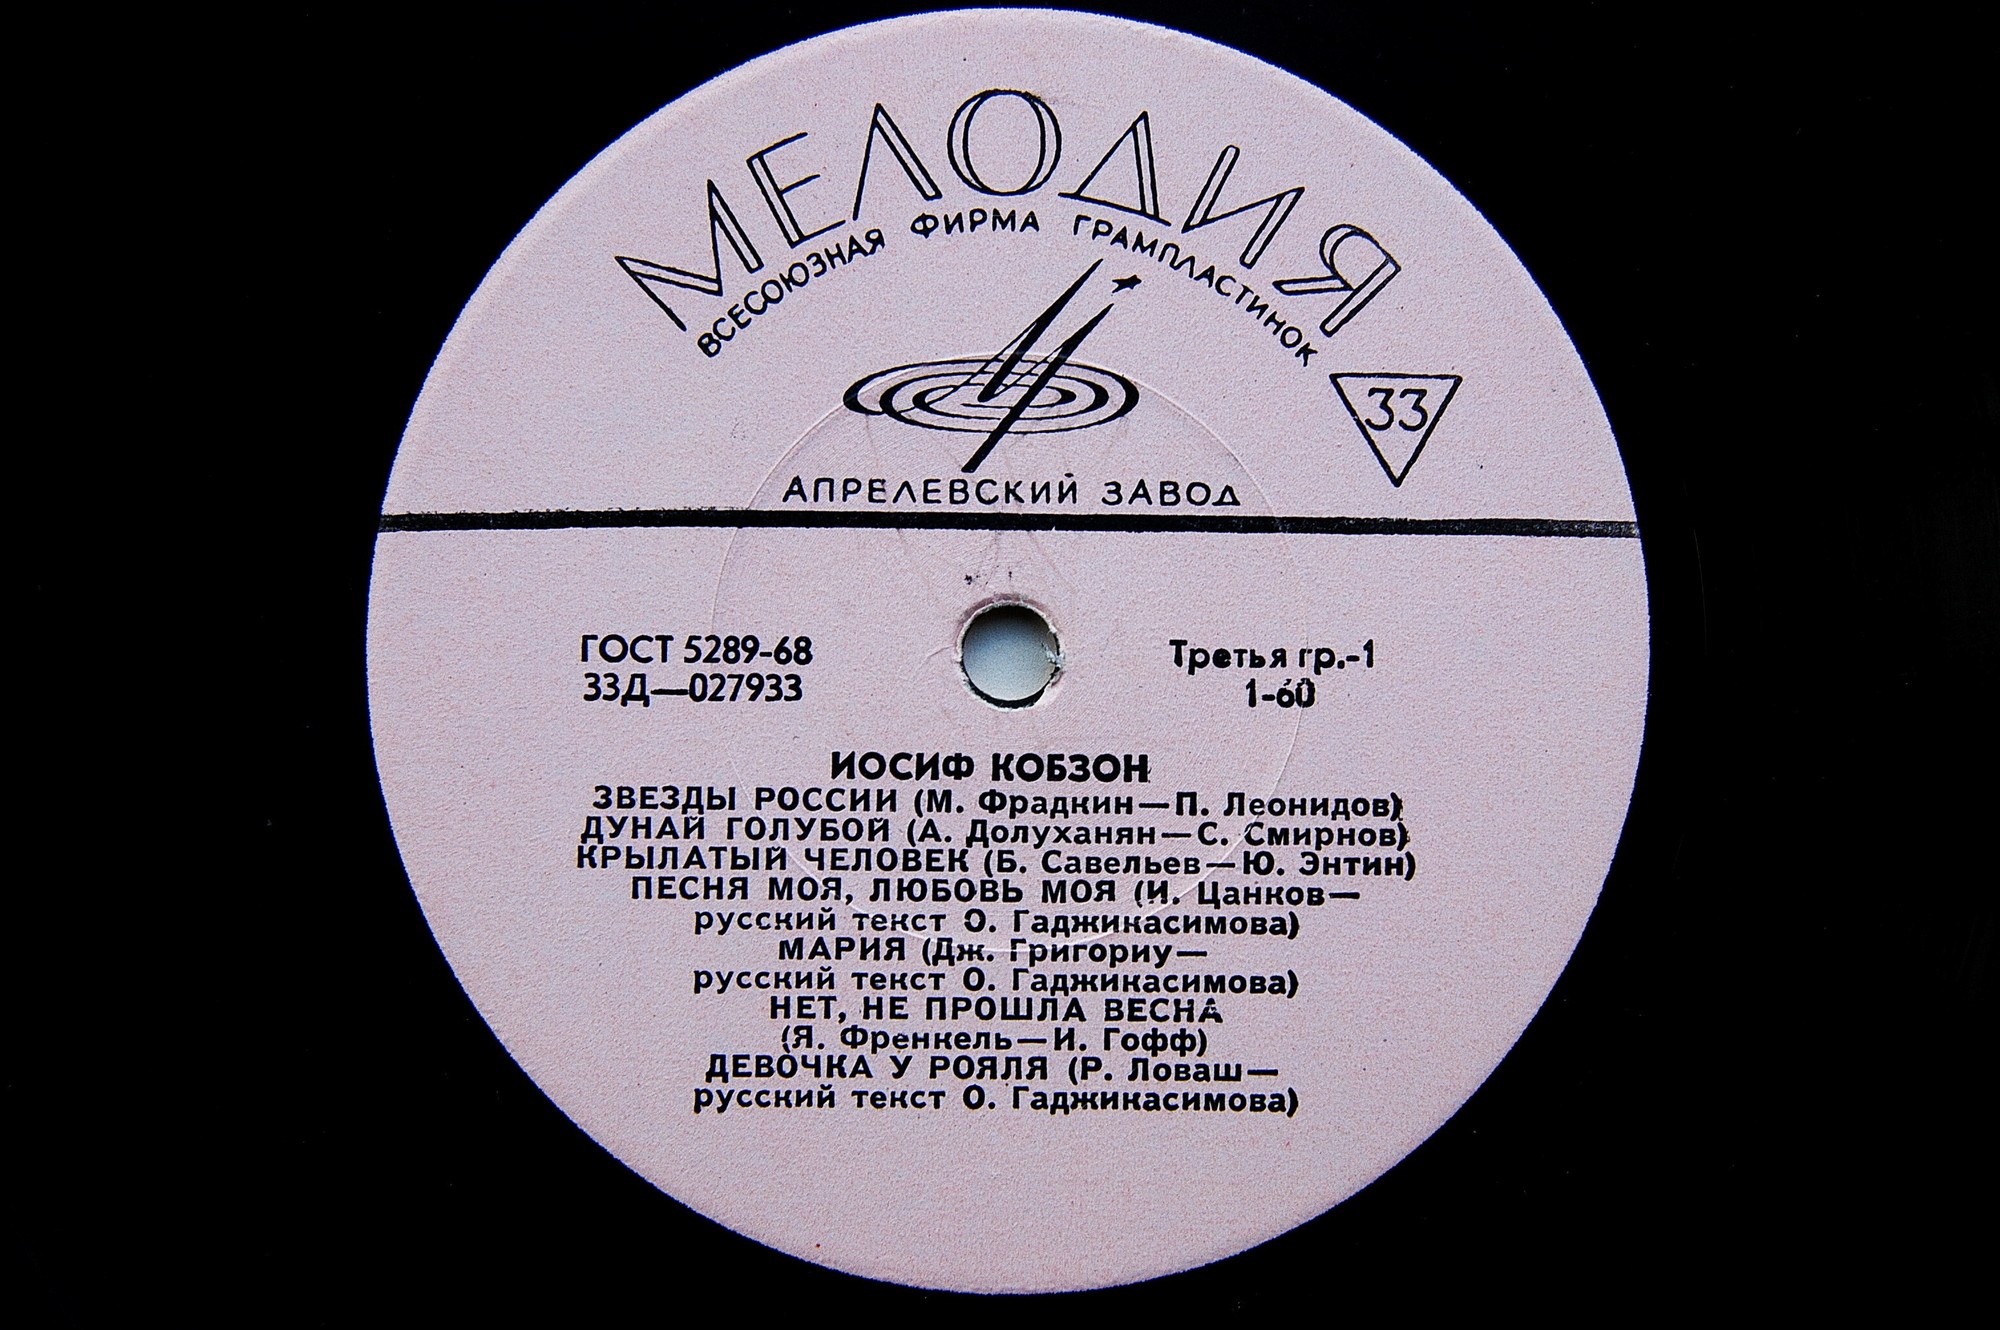 МЕЛОДИЯ
ВСЕСОЮЗНАЯ ФИРМА ГРАМПЛАСТИНОК
33
АПРЕЛЕВСКИЙ ЗАВОД
ГОСТ 5289-68
33Д—027933
Третья гр.-1
1-60
ИОСИФ КОБЗОН
ЗВЕЗДЫ РОССИИ (М. Фрадкин—П. Леонидов)
ДУНАЙ ГОЛУБОЙ (А. Долуханян—С. Смирнов)
КРЫЛАТЫЙ ЧЕЛОВЕК (Б. Савельев—Ю. Энтин)
ПЕСНЯ МОЯ, ЛЮБОВЬ МОЯ (И. Цанков—
русский текст О. Гаджикасимова)
МАРИЯ (Дж. Григориу—
русский текст О. Гаджикасимова)
НЕТ, НЕ ПРОШЛА ВЕСНА
(Я. Френкель—И. Гофф)
ДЕВОЧКА У РОЯЛЯ (Р. Ловаш—
русский текст О. Гаджикасимова)